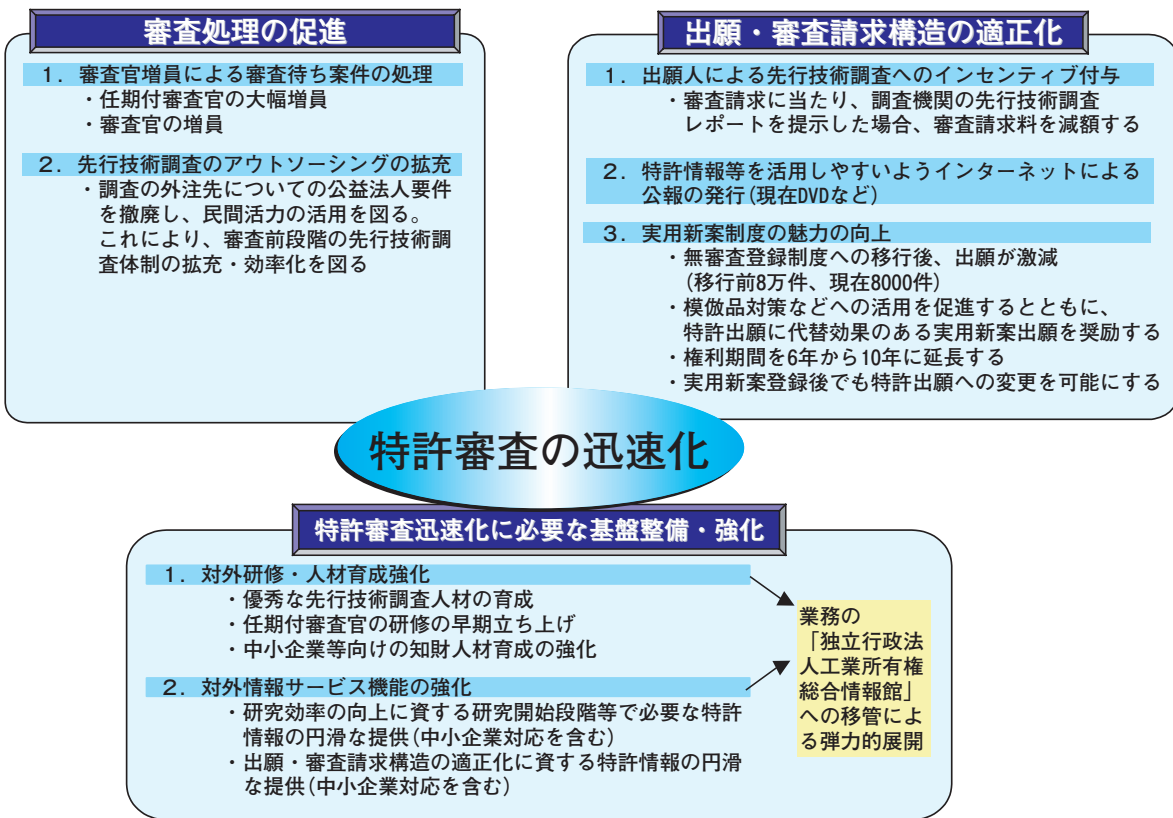 審査処理の促進
1．審査官増員による審査待ち案件の処理
・任期付審査官の大幅増員
・審査官の増員
2．先行技術調査のアウトソーシングの拡充
・調査の外注先についての公益法人要件
を撤廃し、民間活力の活用を図る。
これにより、審査前段階の先行技術調
査体制の拡充・効率化を図る
出願・審査請求構造の適正化
1．出願人による先行技術調査へのインセンティブ付与
・審査請求に当たり、調査機関の先行技術調査
レポートを提示した場合、審査請求料を減額する
2．特許情報等を活用しやすいようインターネットによる
公報の発行(現在DVDなど)
3．実用新案制度の魅力の向上
・無審査登録制度への移行後、出願が激減
(移行前8万件、現在8000件)
・模倣品対策などへの活用を促進するとともに、
特許出願に代替効果のある実用新案出願を奨励する
・権利期間を6年から10年に延長する
・実用新案登録後でも特許出願への変更を可能にする
特許審査の迅速化
特許審査迅速化に必要な基盤整備・強化
1．対外研修・人材育成強化
・優秀な先行技術調査人材の育成
・任期付審査官の研修の早期立ち上げ
・中小企業等向けの知財人材育成の強化
2．対外情報サービス機能の強化
・研究効率の向上に資する研究開始段階等で必要な特許
情報の円滑な提供(中小企業対応を含む)
・出願・審査請求構造の適正化に資する特許情報の円滑
な提供(中小企業対応を含む)
業務の
「独立行政法
人工業所有権
総合情報館」
への移管によ
る弾力的展開